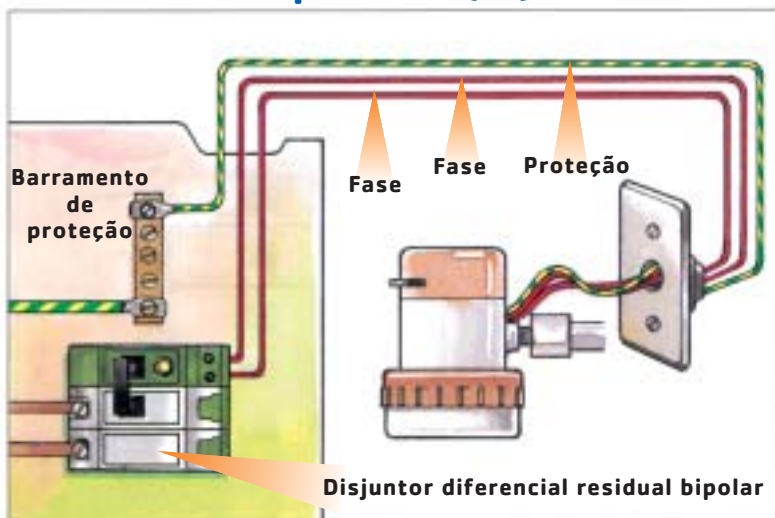 Fase
Fase
Proteção
Barramento
de
proteção
Disjuntor diferencial residual bipolar